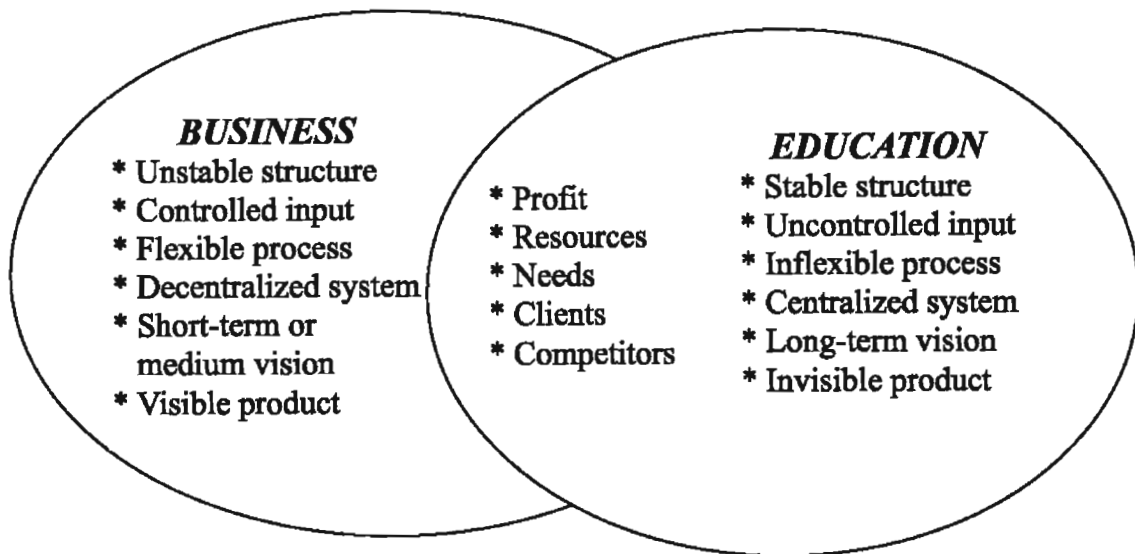 BUSINESS
* Unstable structure
* Controlled input
* Flexible process
* Decentralized system
* Short-term or
medium vision
* Visible product
* Profit
* Resources
* Needs
* Clients
* Competitors
EDUCATION
* Stable structure
* Uncontrolled input
* Inflexible process
* Centralized system
* Long-term vision
* Invisible product